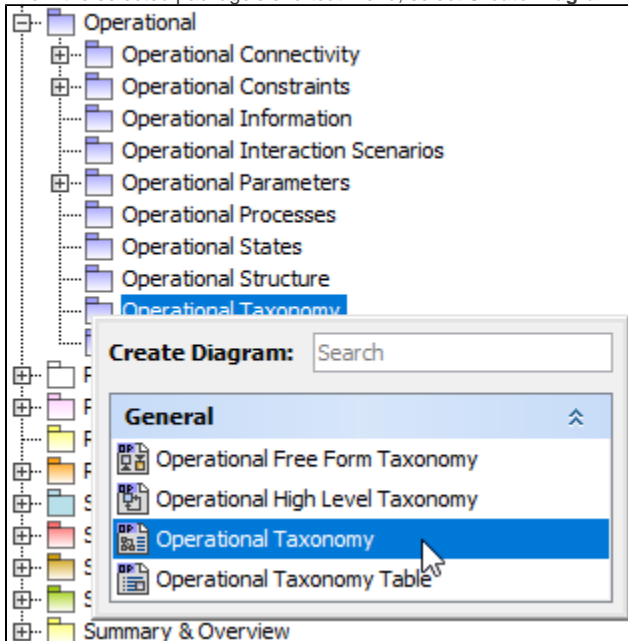 Operational
Operational Connectivity
Operational Constraints
Operational Information
Operational Interaction Scenarios
Operational Parameters
Operational Processes
Operational States
Operational Structure
Operational Taxonomy
Create Diagram: Search
General
Operational Free Form Taxonomy
Operational High Level Taxonomy
Operational Taxonomy
Operational Taxonomy Table
Summary & Overview